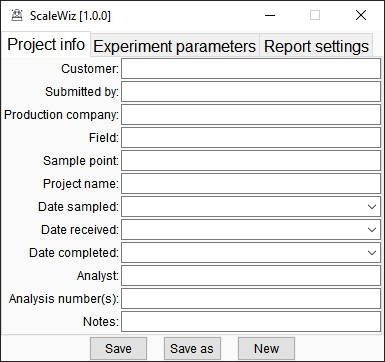 ScaleWiz [1.0.0]
Project info Experiment parameters Report settings
Customer:
Submitted by:
Production company:
Field:
Sample point:
Project name:
Date sampled:
Date received:
Date completed:
Analyst:
Analysis number(s):
Notes:
Save Save as New